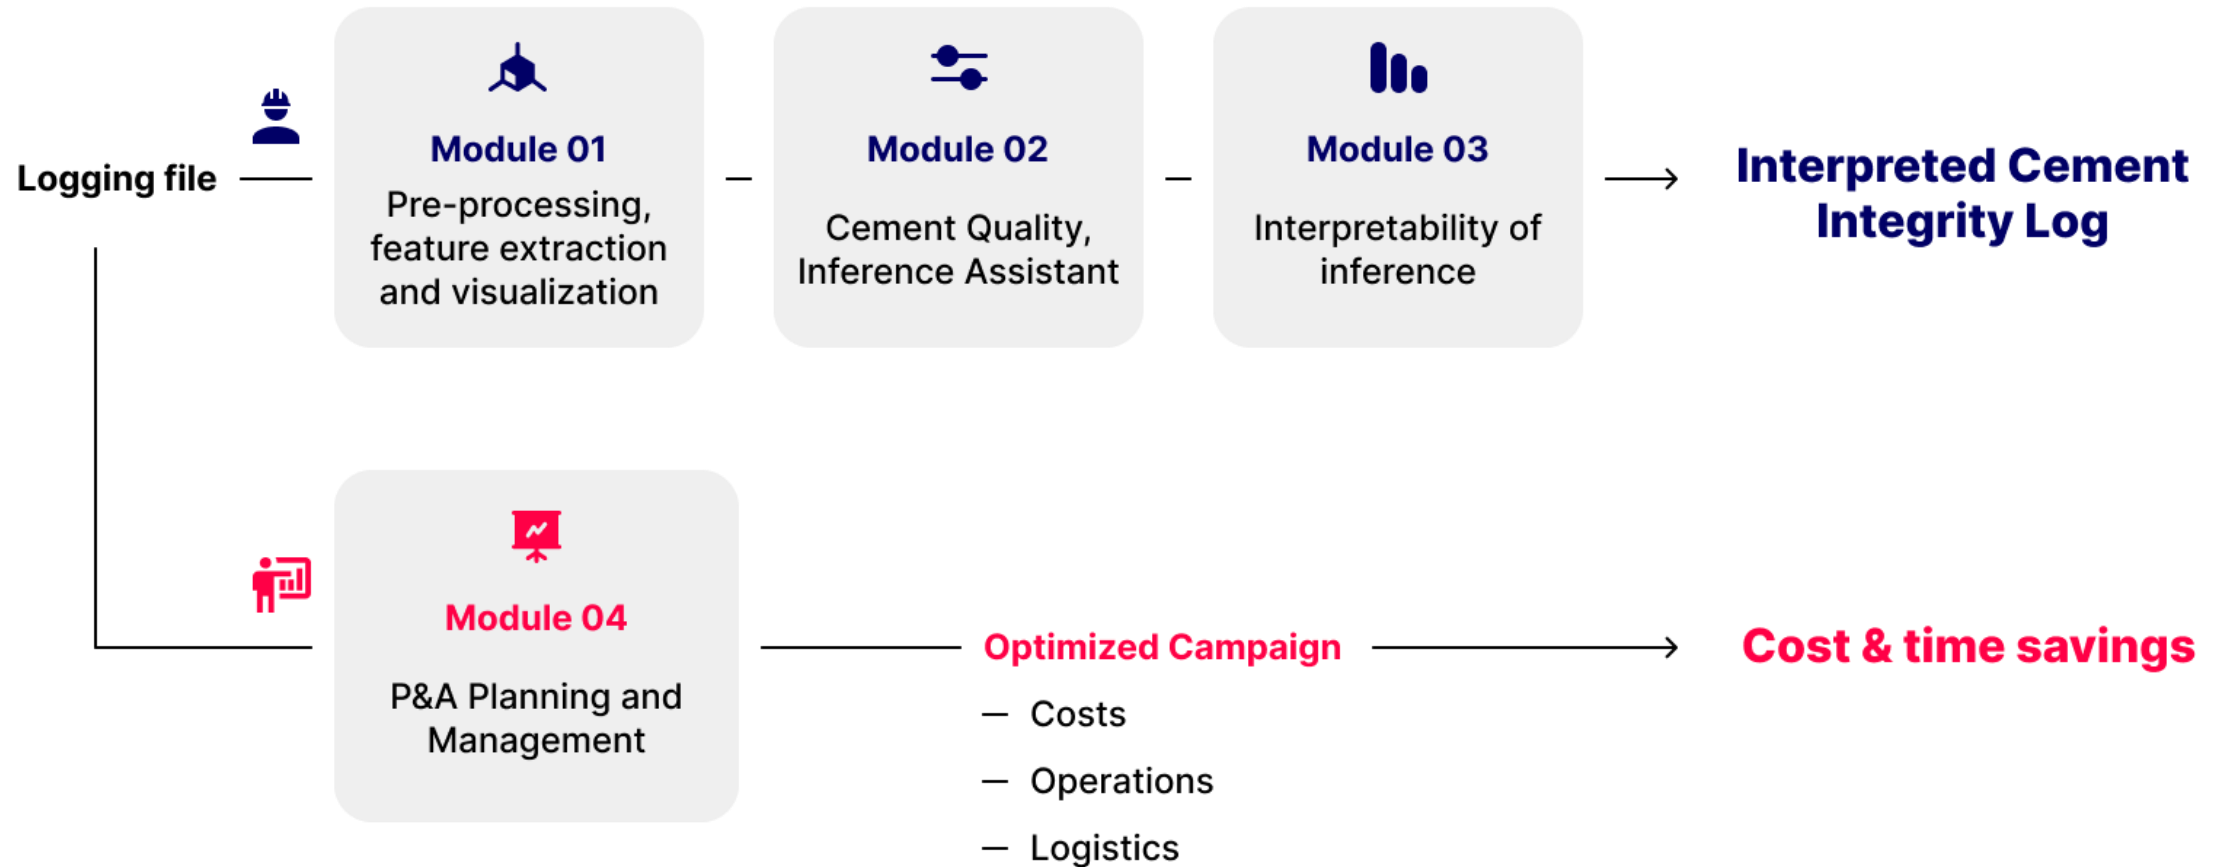 Logging file
Module 01
Pre-processing,
feature extraction
and visualization
Module 02
Cement Quality,
Inference Assistant
Module 03
Interpretability of
inference
Interpreted Cement
Integrity Log
Module 04
P&A Planning and
Management
Optimized Campaign
– Costs
– Operations
– Logistics
Cost & time savings